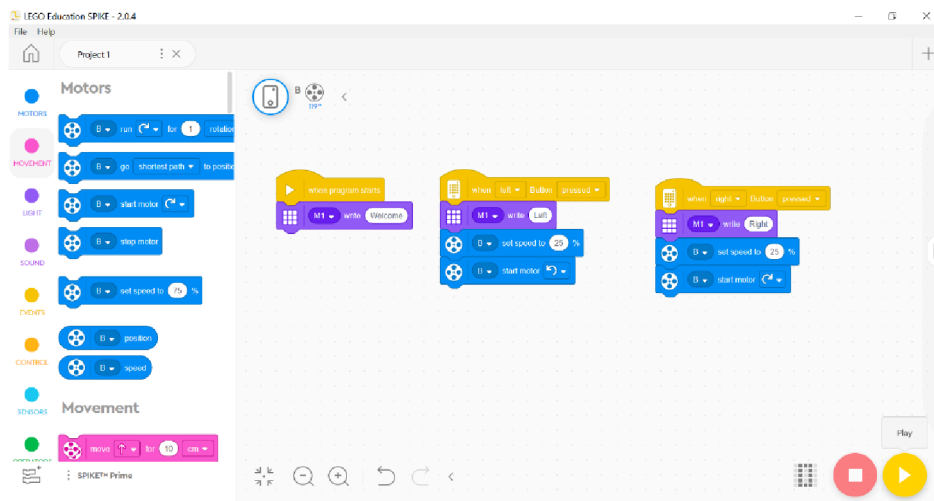 LEGO Education SPIKE - 2.0.4
File Help
Project 1
MOTORS
MOVEMENT
LIGHT
SOUND
EVENTS
CONTROL
SENSORS
Motors
B run for 1 rotation
B go shortest path to positio
B start motor
B stop motor
B set speed to 75 %
B position
B speed
Movement
move for 10 cm
B
119°
when program starts
M1 write Welcome
when left Button pressed
M1 write Left
B set speed to 25 %
B start motor
when right Button pressed
M1 write Right
B set speed to 25 %
B start motor
Play
SPIKE™ Prime